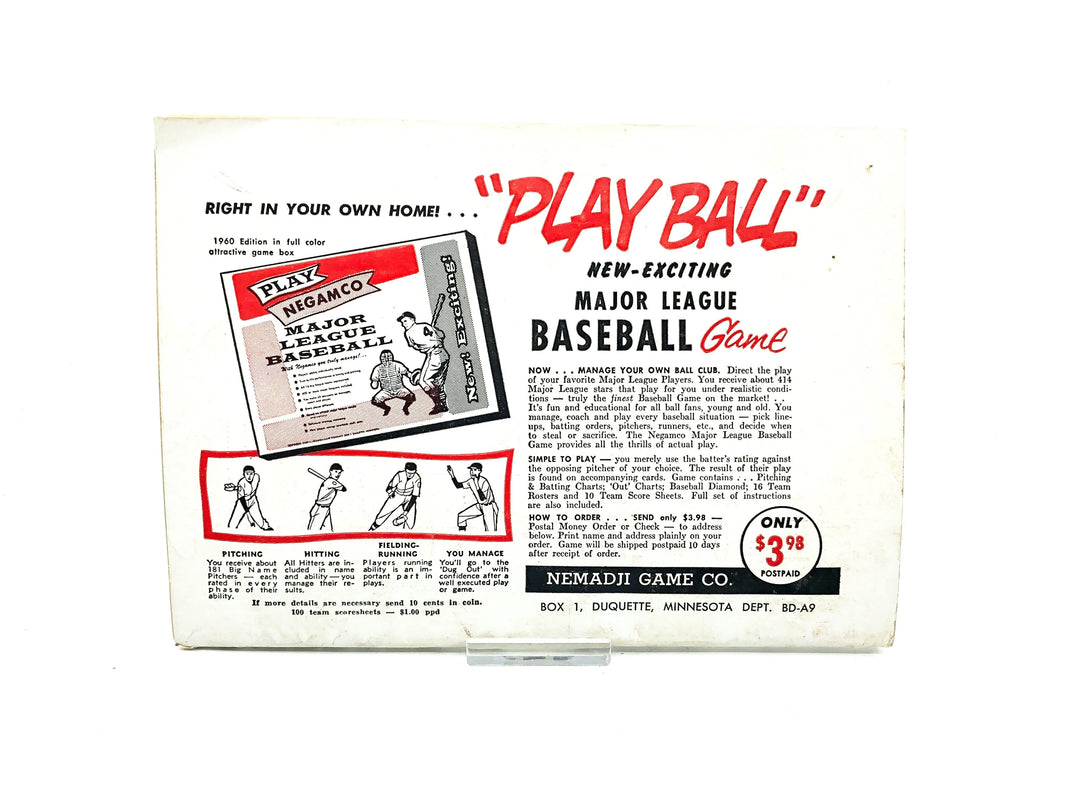 RIGHT IN YOUR OWN HOME! . . .
"PLAY BALL"
1960 Edition in full color
attractive game box
PLAY
NEGAMCO
MAJOR
LEAGUE
BASEBALL
With Negamco you truly manage!...
New! Exciting!
4
PITCHING
You receive about
181 Big Name
Pitchers — each
rated in every
phase of their
ability.
HITTING
All Hitters are in-
cluded in name
and ability — you
manage their re-
sults.
FIELDING-
RUNNING
Players running
ability is an im-
portant part in
plays.
YOU MANAGE
You'll go to the
'Dug Out' with
confidence after a
well executed play
or game.
If more details are necessary send 10 cents in coin.
100 team scoresheets — $1.00 ppd
NEW-EXCITING
MAJOR LEAGUE
BASEBALL Game
NOW . . . MANAGE YOUR OWN BALL CLUB. Direct the play
of your favorite Major League Players. You receive about 414
Major League stars that play for you under realistic condi-
tions — truly the finest Baseball Game on the market! . .
It's fun and educational for all ball fans, young and old. You
manage, coach and play every baseball situation — pick line-
ups, batting orders, pitchers, runners, etc., and decide when
to steal or sacrifice. The Negamco Major League Baseball
Game provides all the thrills of actual play.
SIMPLE TO PLAY — you merely use the batter's rating against
the opposing pitcher of your choice. The result of their play
is found on accompanying cards. Game contains . . . Pitching
& Batting Charts; 'Out' Charts; Baseball Diamond; 16 Team
Rosters and 10 Team Score Sheets. Full set of instructions
are also included.
HOW TO ORDER . . . SEND only $3.98 —
Postal Money Order or Check — to address
below. Print name and address plainly on your
order. Game will be shipped postpaid 10 days
after receipt of order.
ONLY
$3.98
POSTPAID
NEMADJI GAME CO.
BOX 1, DUQUETTE, MINNESOTA DEPT. BD-A9